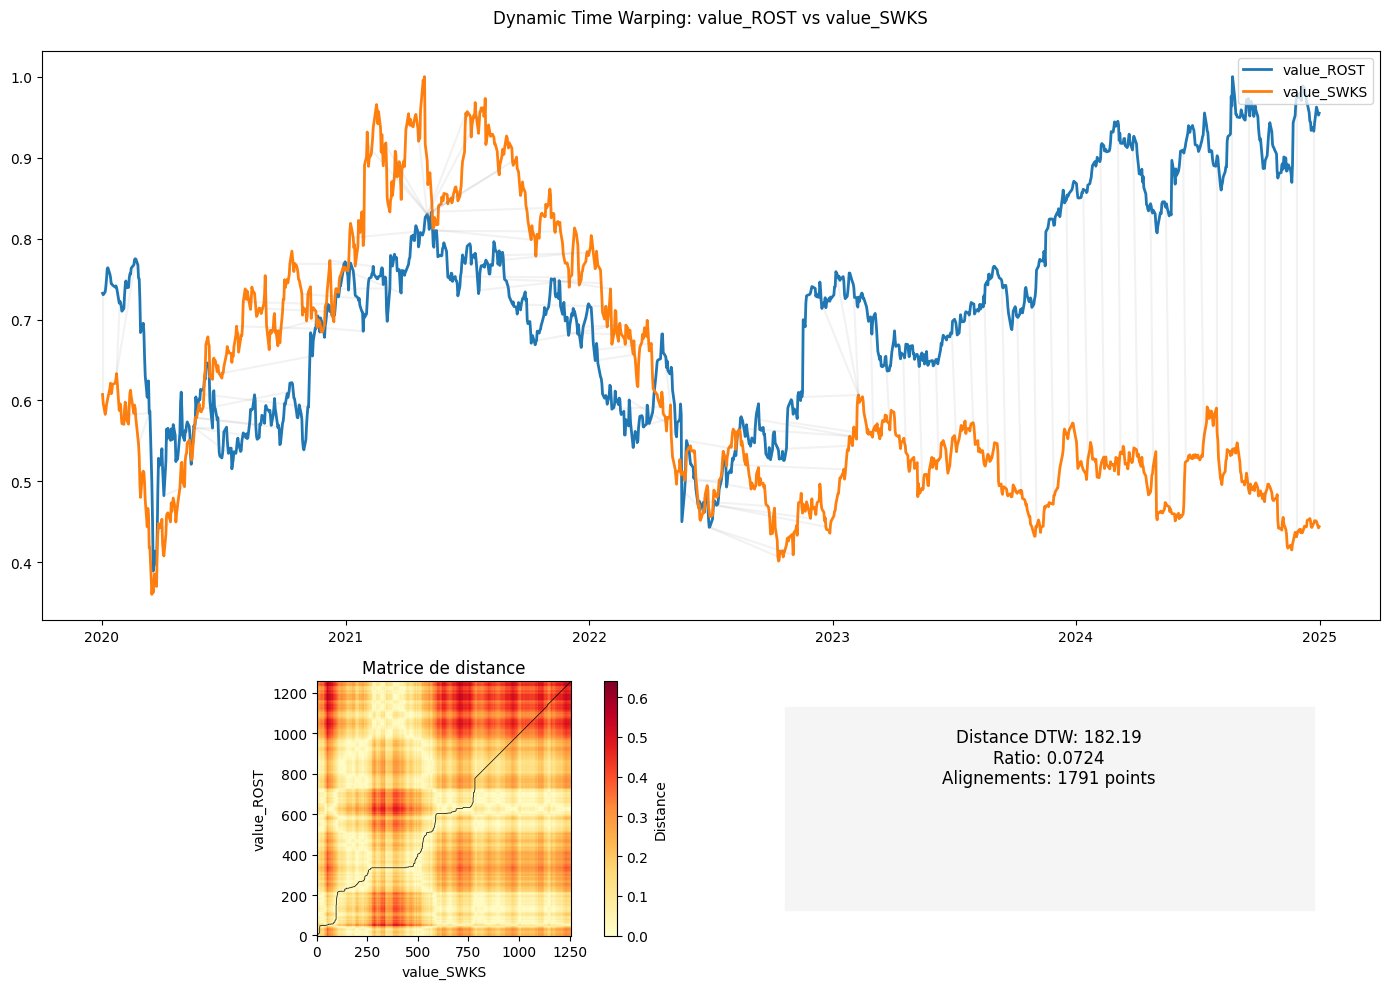 Dynamic Time Warping: value_ROST vs value_SWKS
value_ROST
value_SWKS
1.0
0.9
0.8
0.7
0.6
0.5
0.4
2020 2021 2022 2023 2024 2025
Matrice de distance
value_ROST
1200
1000
800
600
400
200
0
0 250 500 750 1000 1250
value_SWKS
0.6
0.5
0.4
0.3
0.2
0.1
0.0
Distance
Distance DTW: 182.19
Ratio: 0.0724
Alignements: 1791 points